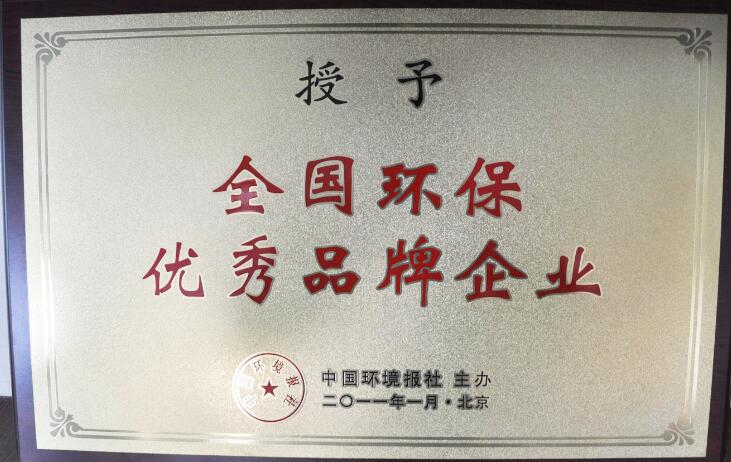 授予
全国环保
优秀品牌企业
中国环境报社
中国环境报社 主办
二〇一一年一月·北京